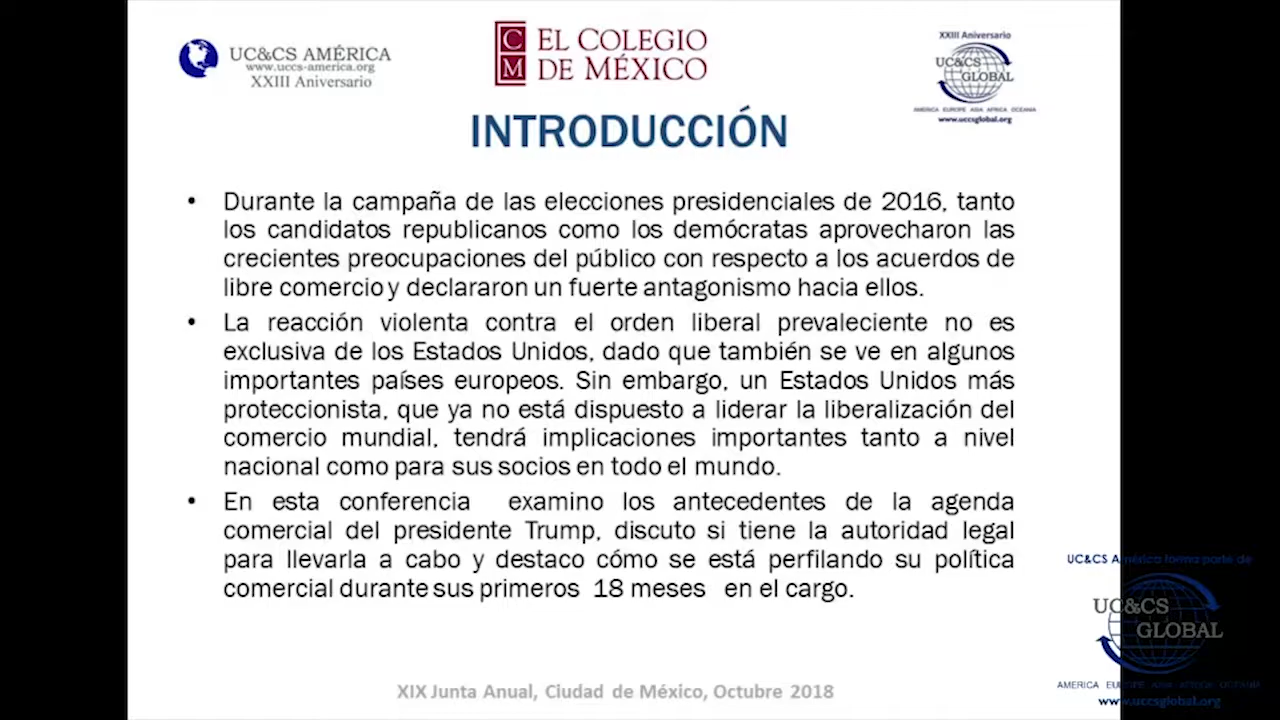 UC&CS AMÉRICA
www.uccs-america.org
XXIII Aniversario
C
M
EL COLEGIO
DE MÉXICO
XXIII Aniversario
UC&CS
GLOBAL
AMERICA EUROPE ASIA AFRICA OCEANIA
www.uccsglobal.org
INTRODUCCIÓN
• Durante la campaña de las elecciones presidenciales de 2016, tanto
los candidatos republicanos como los demócratas aprovecharon las
crecientes preocupaciones del público con respecto a los acuerdos de
libre comercio y declararon un fuerte antagonismo hacia ellos.
• La reacción violenta contra el orden liberal prevaleciente no es
exclusiva de los Estados Unidos, dado que también se ve en algunos
importantes países europeos. Sin embargo, un Estados Unidos más
proteccionista, que ya no está dispuesto a liderar la liberalización del
comercio mundial, tendrá implicaciones importantes tanto a nivel
nacional como para sus socios en todo el mundo.
• En esta conferencia examino los antecedentes de la agenda
comercial del presidente Trump, discuto si tiene la autoridad legal
para llevarla a cabo y destaco cómo se está perfilando su política
comercial durante sus primeros 18 meses en el cargo.
UC&CS América forma parte de
UC&CS
GLOBAL
AMERICA EUROPE ASIA AFRICA OCEANIA
www.uccsglobal.org
XIX Junta Anual, Ciudad de México, Octubre 2018